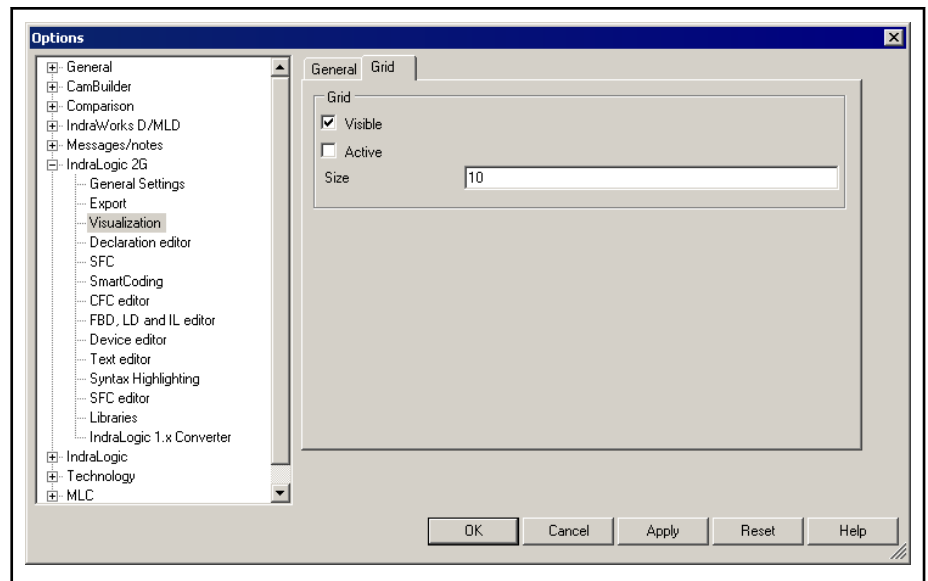 Options
General
CamBuilder
Comparison
IndraWorks D/MLD
Messages/notes
IndraLogic 2G
General Settings
Export
Visualization
Declaration editor
SFC
SmartCoding
CFC editor
FBD, LD and IL editor
Device editor
Text editor
Syntax Highlighting
SFC editor
Libraries
IndraLogic 1.x Converter
IndraLogic
Technology
MLC
General Grid
Grid
Visible
Active
Size 10
OK Cancel Apply Reset Help